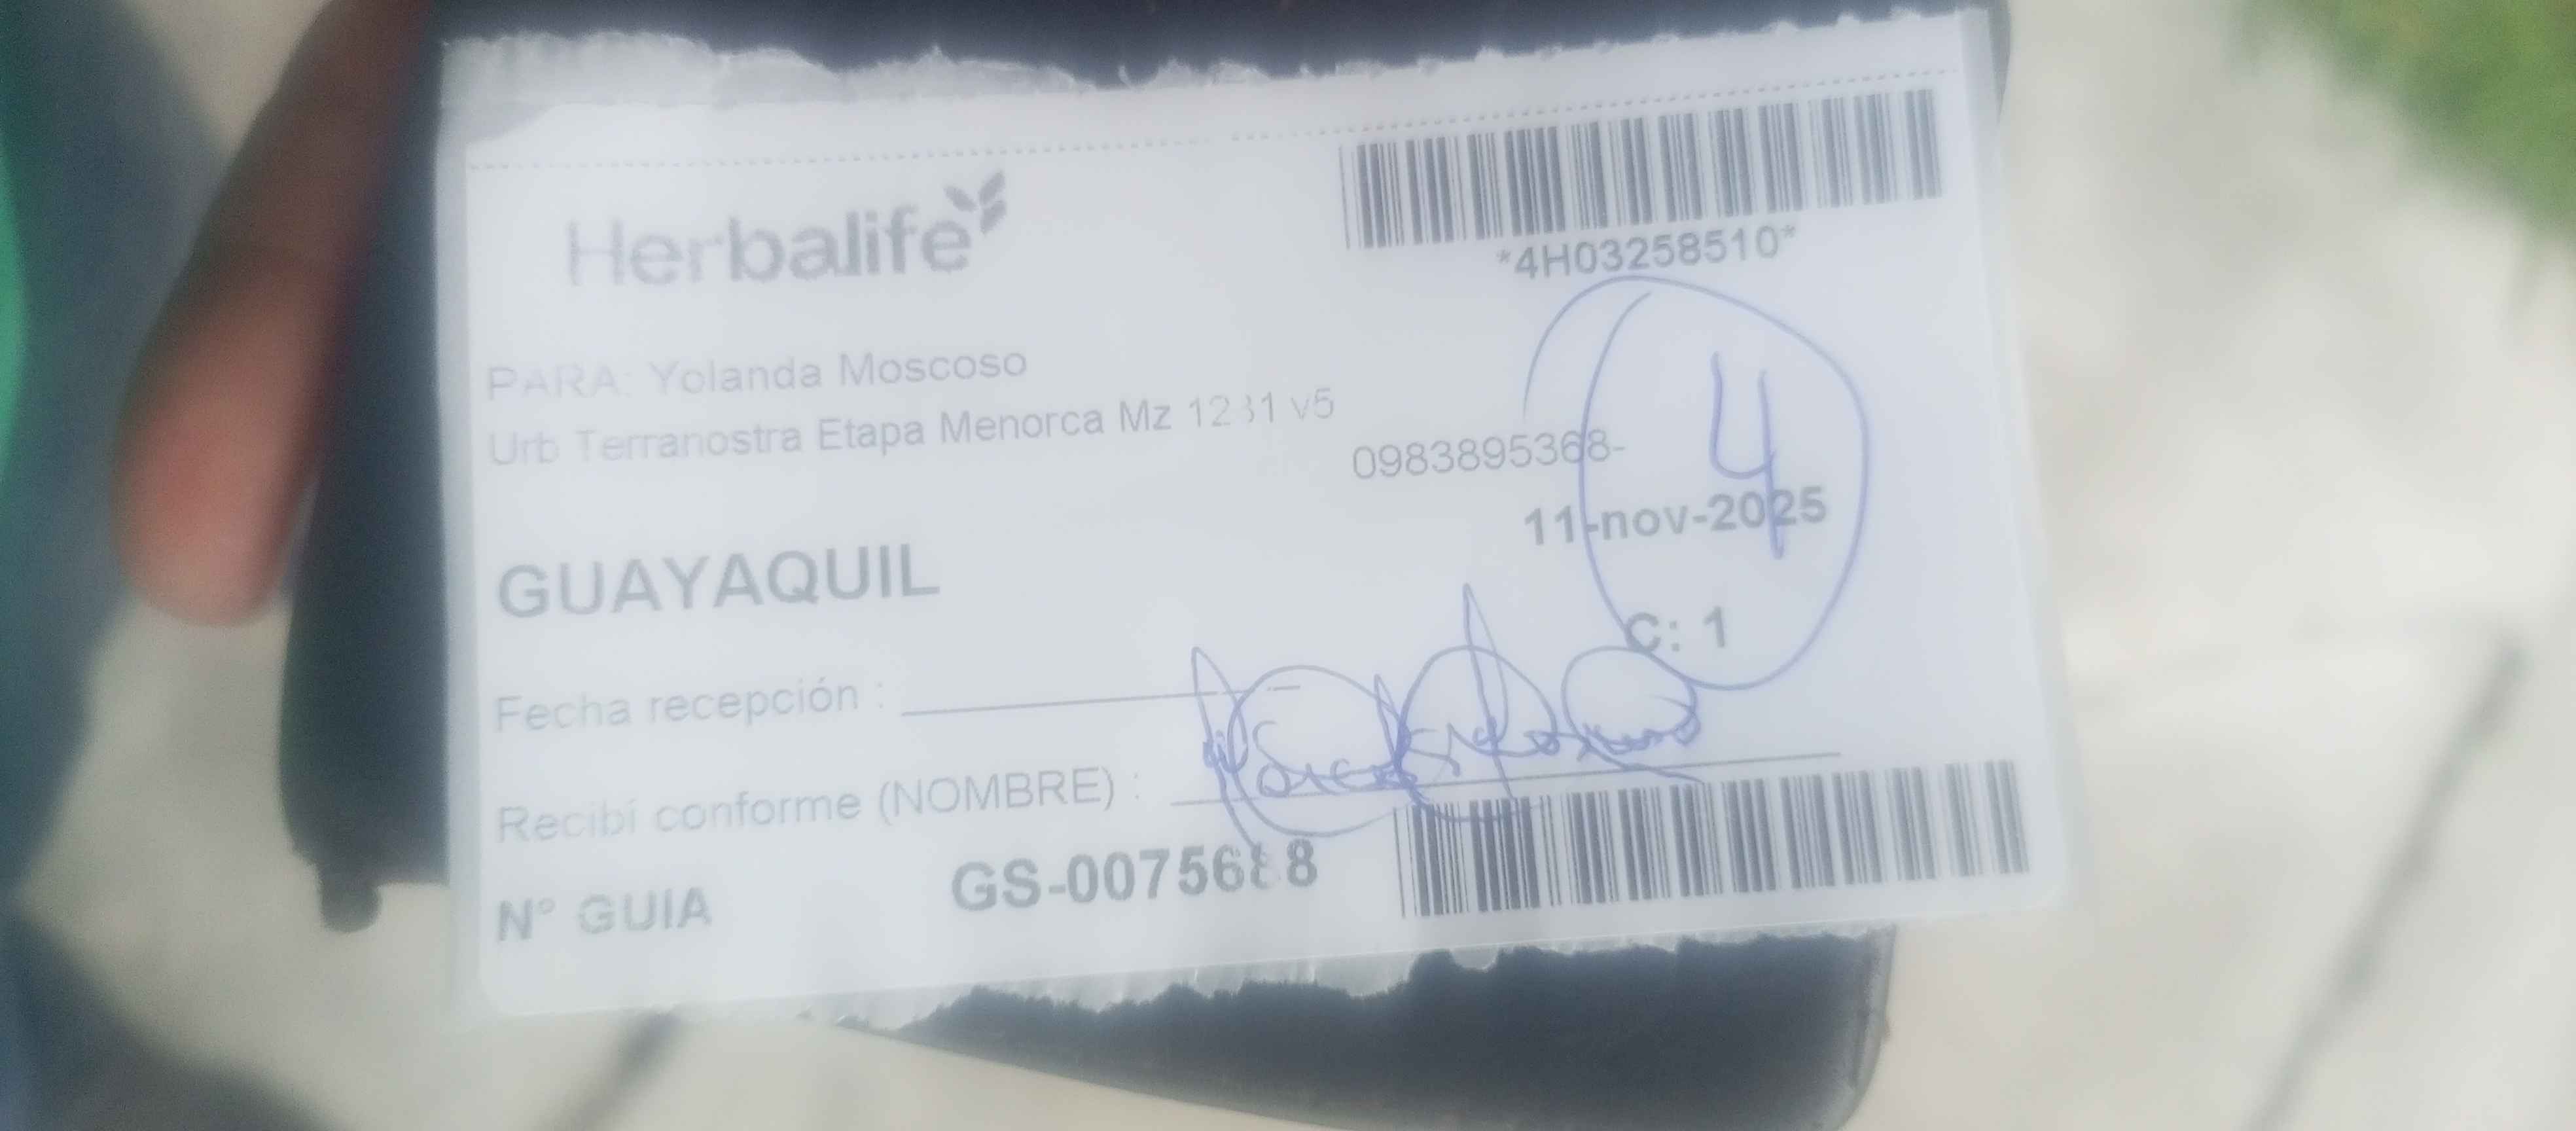 Herbalife
*4H03258510*
PARA: Yolanda Moscoso
Urb Terranostra Etapa Menorca Mz v5
0983895368-
4
11-nov-2025
GUAYAQUIL
C: 1
Fecha recepción :
Recibí conforme (NOMBRE) :
N° GUIA